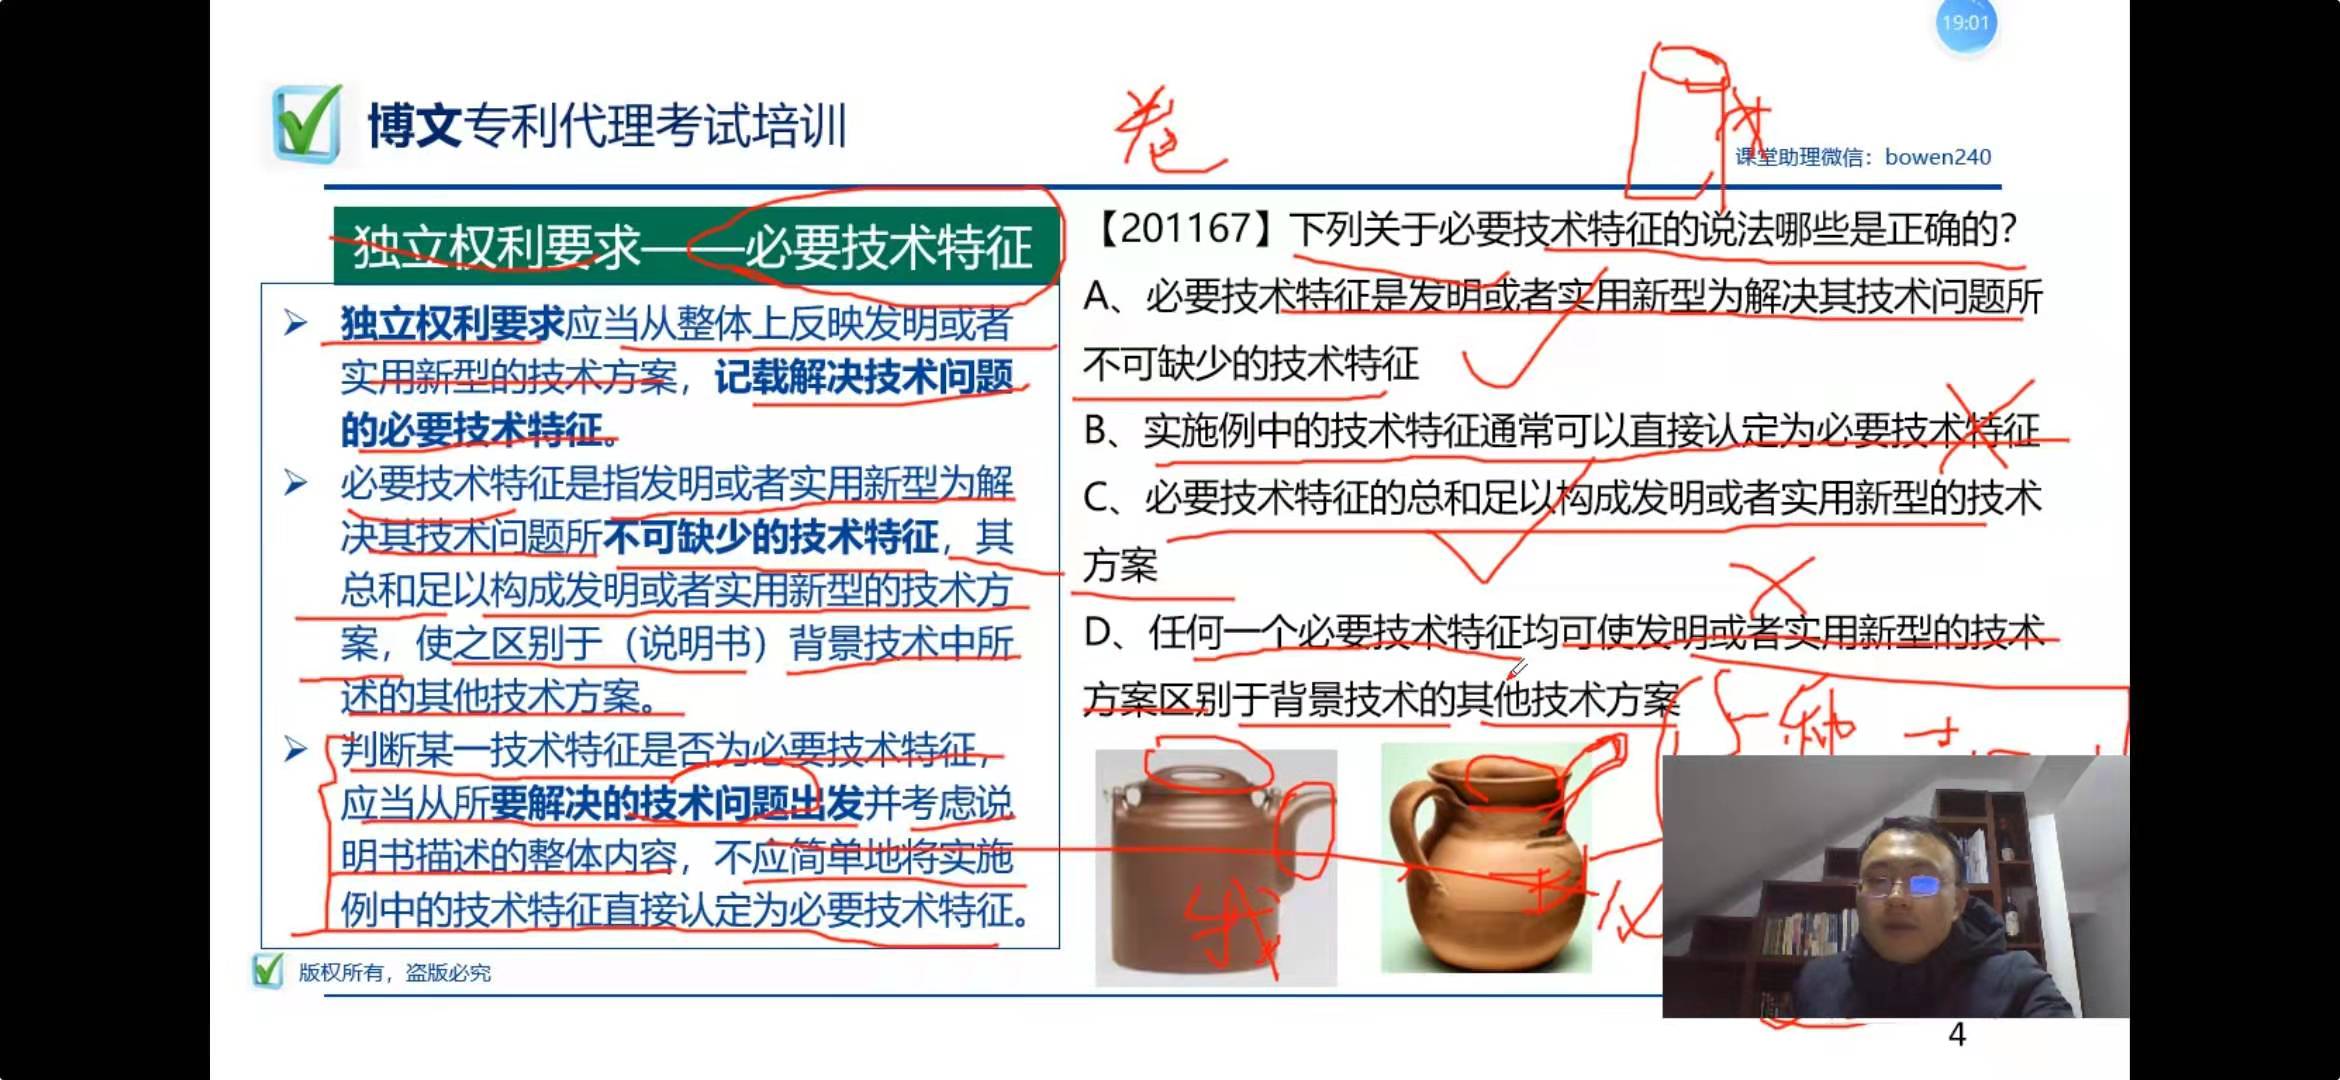 19:01
博文专利代理考试培训
卷
课堂助理微信：bowen240
独立权利要求——必要技术特征
独立权利要求应当从整体上反映发明或者
实用新型的技术方案，记载解决技术问题
的必要技术特征。
必要技术特征是指发明或者实用新型为解
决其技术问题所不可缺少的技术特征，其
总和足以构成发明或者实用新型的技术方
案，使之区别于（说明书）背景技术中所
述的其他技术方案。
判断某一技术特征是否为必要技术特征，
应当从所要解决的技术问题出发并考虑说
明书描述的整体内容，不应简单地将实施
例中的技术特征直接认定为必要技术特征。
【201167】下列关于必要技术特征的说法哪些是正确的？
A、必要技术特征是发明或者实用新型为解决其技术问题所
不可缺少的技术特征
B、实施例中的技术特征通常可以直接认定为必要技术特征
C、必要技术特征的总和足以构成发明或者实用新型的技术
方案
D、任何一个必要技术特征均可使发明或者实用新型的技术
方案区别于背景技术的其他技术方案
一种
我
版权所有，盗版必究
4